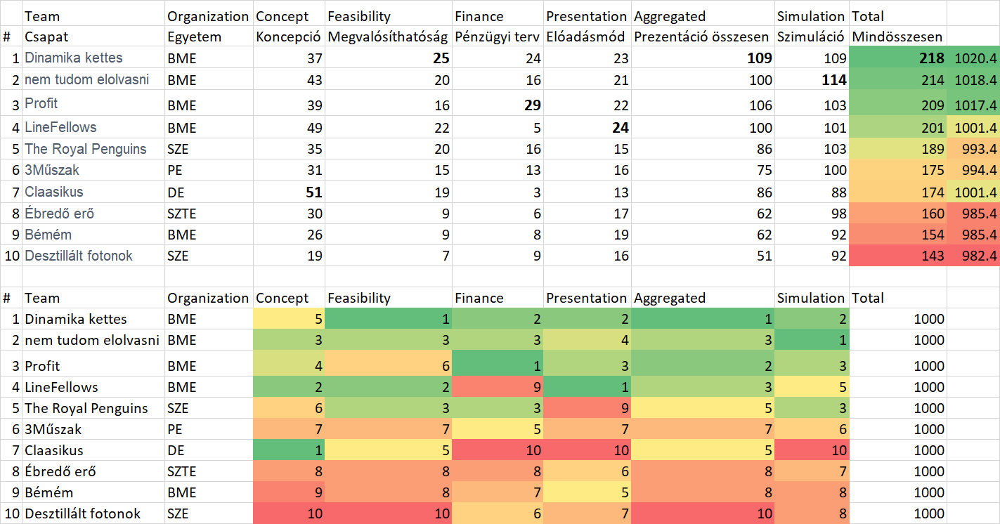 Team Organization Concept Feasibility Finance Presentation Aggregated Simulation Total
# Csapat Egyetem Koncepció Megvalósíthatóság Pénzügyi terv Előadásmód Prezentáció összesen Szimuláció Mindösszesen
1 Dinamika kettes BME 37 25 24 23 109 109 218 1020.4
2 nem tudom elolvasni BME 43 20 16 21 100 114 214 1018.4
3 Profit BME 39 16 29 22 106 103 209 1017.4
4 LineFellows BME 49 22 5 24 100 101 201 1001.4
5 The Royal Penguins SZE 35 20 16 15 86 103 189 993.4
6 3Műszak PE 31 15 13 16 75 100 175 994.4
7 Claasikus DE 51 19 3 13 86 88 174 1001.4
8 Ébredő erő SZTE 30 9 6 17 62 98 160 985.4
9 Bémém BME 26 9 8 19 62 92 154 985.4
10 Desztillált fotonok SZE 19 7 9 16 51 92 143 982.4
# Team Organization Concept Feasibility Finance Presentation Aggregated Simulation Total
1 Dinamika kettes BME 5 1 2 2 1 2 1000
2 nem tudom elolvasni BME 3 3 3 4 3 1 1000
3 Profit BME 4 6 1 3 2 3 1000
4 LineFellows BME 2 2 9 1 3 5 1000
5 The Royal Penguins SZE 6 3 3 9 5 3 1000
6 3Műszak PE 7 7 5 7 7 6 1000
7 Claasikus DE 1 5 10 10 5 10 1000
8 Ébredő erő SZTE 8 8 8 6 8 7 1000
9 Bémém BME 9 8 7 5 8 8 1000
10 Desztillált fotonok SZE 10 10 6 7 10 8 1000